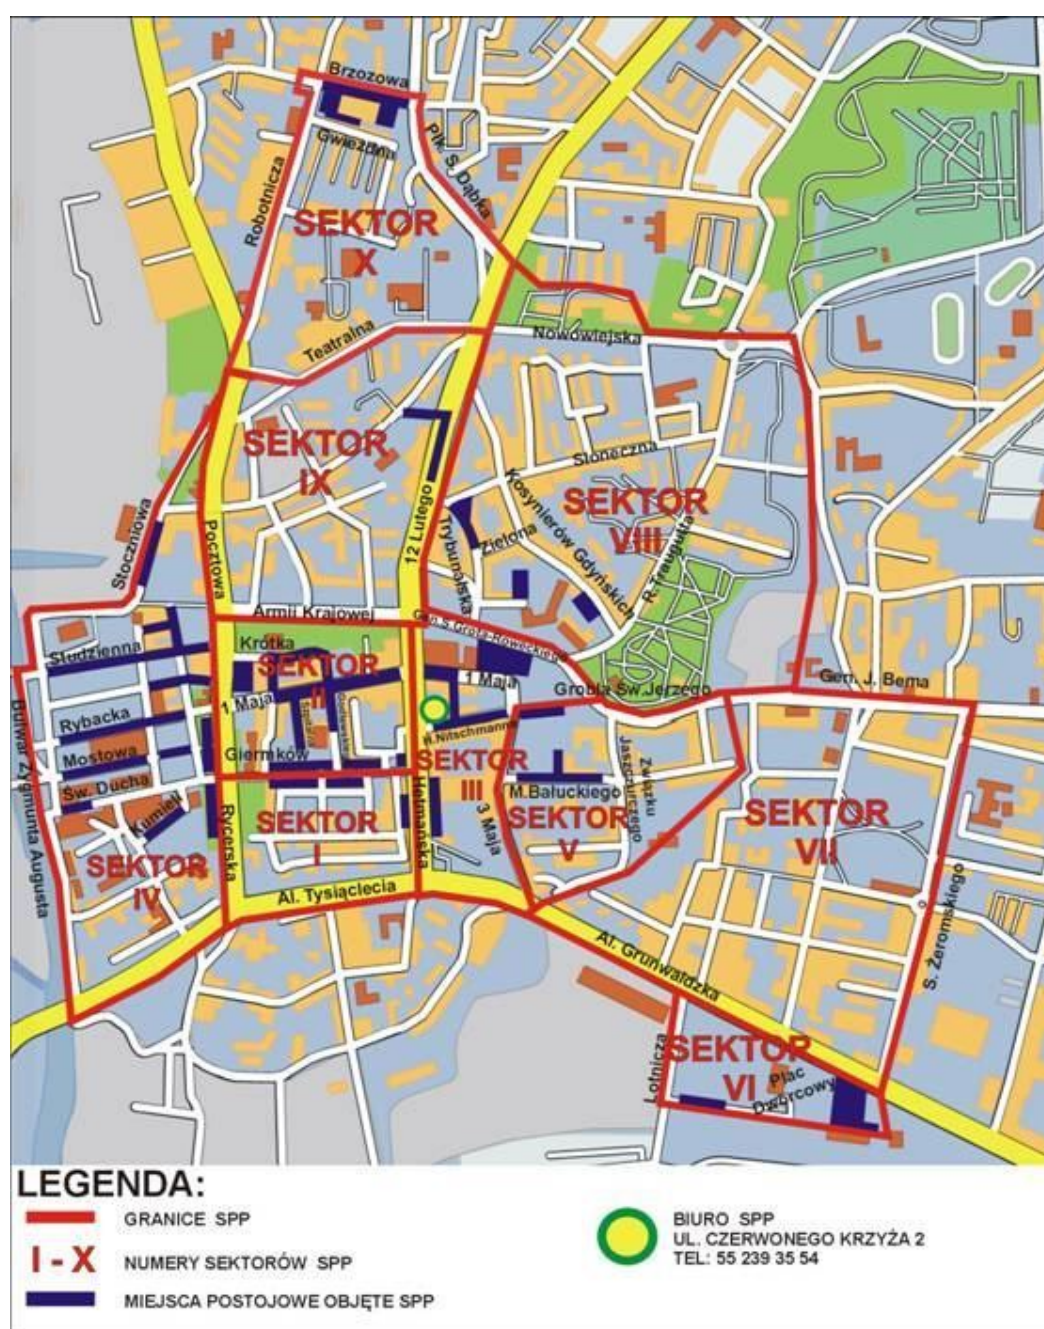 Brzozowa
Gwiezdna
Płk. S. Dąbka
Robotnicza
SEKTOR
X
Teatralna
Nowowiejska
SEKTOR
IX
Słoneczna
Kosynierów Gdyńskich
SEKTOR
VIII
12 Lutego
Trybunalska
Zielona
R. Traugutta
Stoczniowa
Pocztowa
Armii Krajowej
Gen.S.Grota-Roweckiego
Studzienna
Krótka
SEKTOR
II
1 Maja
1 Maja
Grobla Św.Jerzego
Gen. J. Bema
Rybacka
H.Nitschmanna
Mostowa
Giermków
SEKTOR
III
Św. Ducha
M.Bałuckiego
Jaszczurczego
Związku
Bulwar Zygmunta Augusta
Kumieli
Rycerska
SEKTOR
I
Hetmańska
3 Maja
SEKTOR
V
SEKTOR
VII
SEKTOR
IV
Al. Tysiąclecia
Al. Grunwaldzka
S. Żeromskiego
Lotnicza
SEKTOR
VI
Plac
Dworcowy
LEGENDA:
GRANICE SPP
I - X NUMERY SEKTORÓW SPP
MIEJSCA POSTOJOWE OBJĘTE SPP
BIURO SPP
UL. CZERWONEGO KRZYŻA 2
TEL: 55 239 35 54